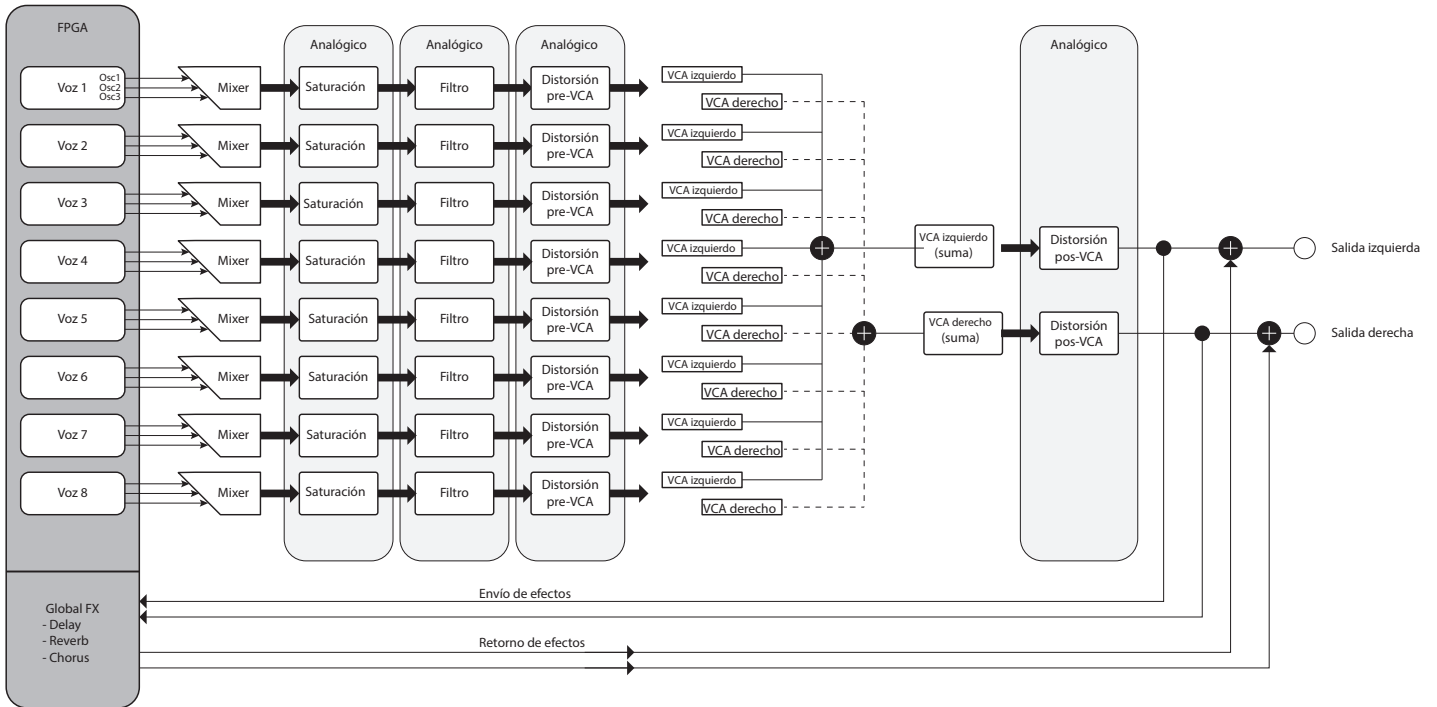 FPGA
Analógico
Analógico
Analógico
Analógico
Voz 1
Osc1
Osc2
Osc3
Mixer
Saturación
Filtro
Distorsión
pre-VCA
VCA izquierdo
VCA derecho
Voz 2
Mixer
Saturación
Filtro
Distorsión
pre-VCA
VCA izquierdo
VCA derecho
Voz 3
Mixer
Saturación
Filtro
Distorsión
pre-VCA
VCA izquierdo
VCA derecho
Voz 4
Mixer
Saturación
Filtro
Distorsión
pre-VCA
VCA izquierdo
VCA derecho
VCA izquierdo
(suma)
Distorsión
pos-VCA
Salida izquierda
Voz 5
Mixer
Saturación
Filtro
Distorsión
pre-VCA
VCA izquierdo
VCA derecho
VCA derecho
(suma)
Distorsión
pos-VCA
Salida derecha
Voz 6
Mixer
Saturación
Filtro
Distorsión
pre-VCA
VCA izquierdo
VCA derecho
Voz 7
Mixer
Saturación
Filtro
Distorsión
pre-VCA
VCA izquierdo
VCA derecho
Voz 8
Mixer
Saturación
Filtro
Distorsión
pre-VCA
VCA izquierdo
VCA derecho
Global FX
- Delay
- Reverb
- Chorus
Envío de efectos
Retorno de efectos